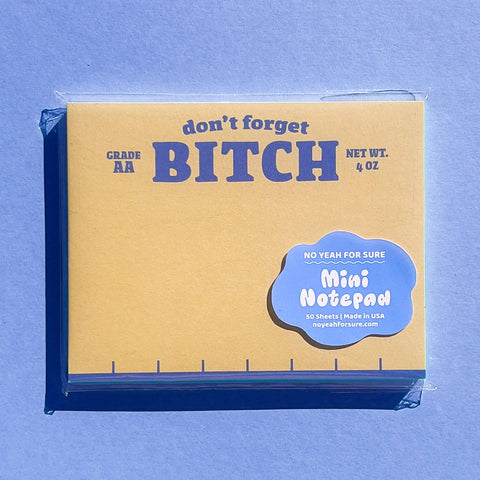 don't forget
GRADE
AA
BITCH
NET WT.
4 OZ
NO YEAH FOR SURE
Mini
Notepad
50 Sheets | Made in USA
noyeahforsure.com